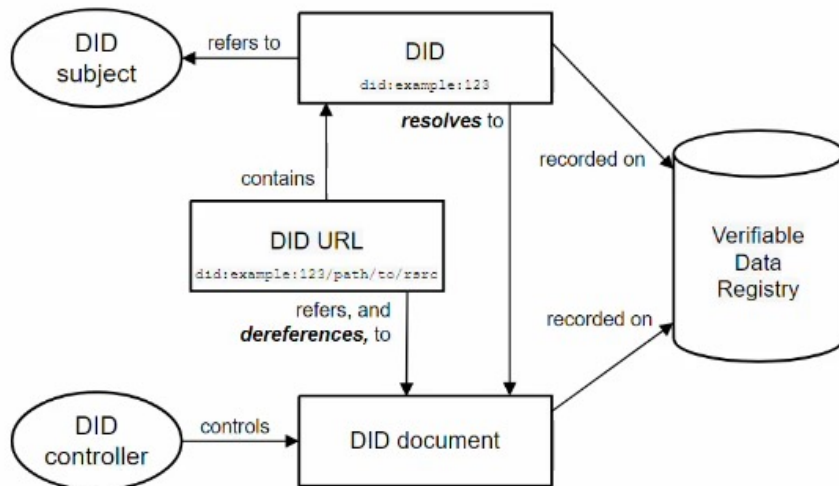 DID
subject
refers to
DID
did:example:123
resolves to
recorded on
contains
DID URL
did:example:123/path/to/rsrc
Verifiable
Data
Registry
refers, and
dereferences, to
recorded on
DID
controller
controls
DID document